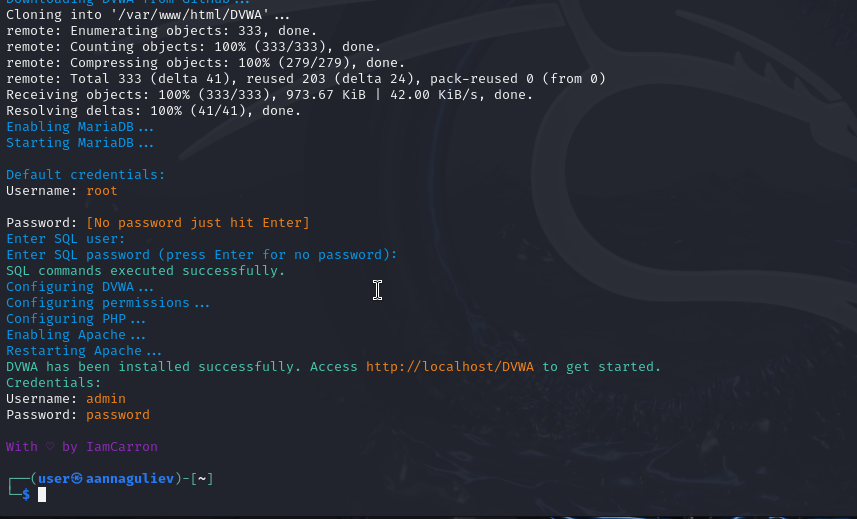 Downloading DVWA from GitHub...
Cloning into '/var/www/html/DVWA'...
remote: Enumerating objects: 333, done.
remote: Counting objects: 100% (333/333), done.
remote: Compressing objects: 100% (279/279), done.
remote: Total 333 (delta 41), reused 203 (delta 24), pack-reused 0 (from 0)
Receiving objects: 100% (333/333), 973.67 KiB | 42.00 KiB/s, done.
Resolving deltas: 100% (41/41), done.
Enabling MariaDB...
Starting MariaDB...
Default credentials:
Username: root
Password: [No password just hit Enter]
Enter SQL user:
Enter SQL password (press Enter for no password):
SQL commands executed successfully.
Configuring DVWA...
Configuring permissions...
Configuring PHP...
Enabling Apache...
Restarting Apache...
DVWA has been installed successfully. Access http://localhost/DVWA to get started.
Credentials:
Username: admin
Password: password
With ♡ by IamCarron
┌──(user㉿aannaguliev)-[~]
└─$